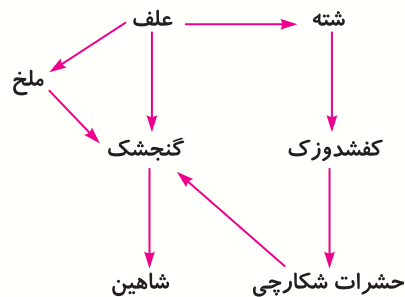 شته
علف
ملخ
کفشدوزک
گنجشک
حشرات شکارچی
شاهین